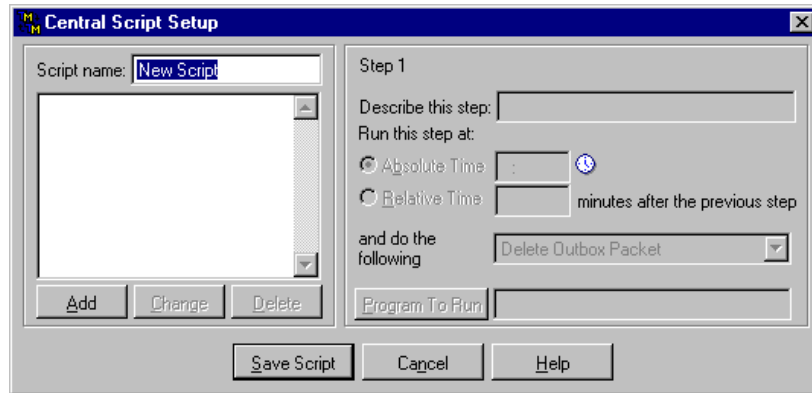 Central Script Setup
Script name: New Script
Add Change Delete
Step 1
Describe this step:
Run this step at:
Absolute Time :
Relative Time minutes after the previous step
and do the
following Delete Outbox Packet
Program To Run
Save Script Cancel Help